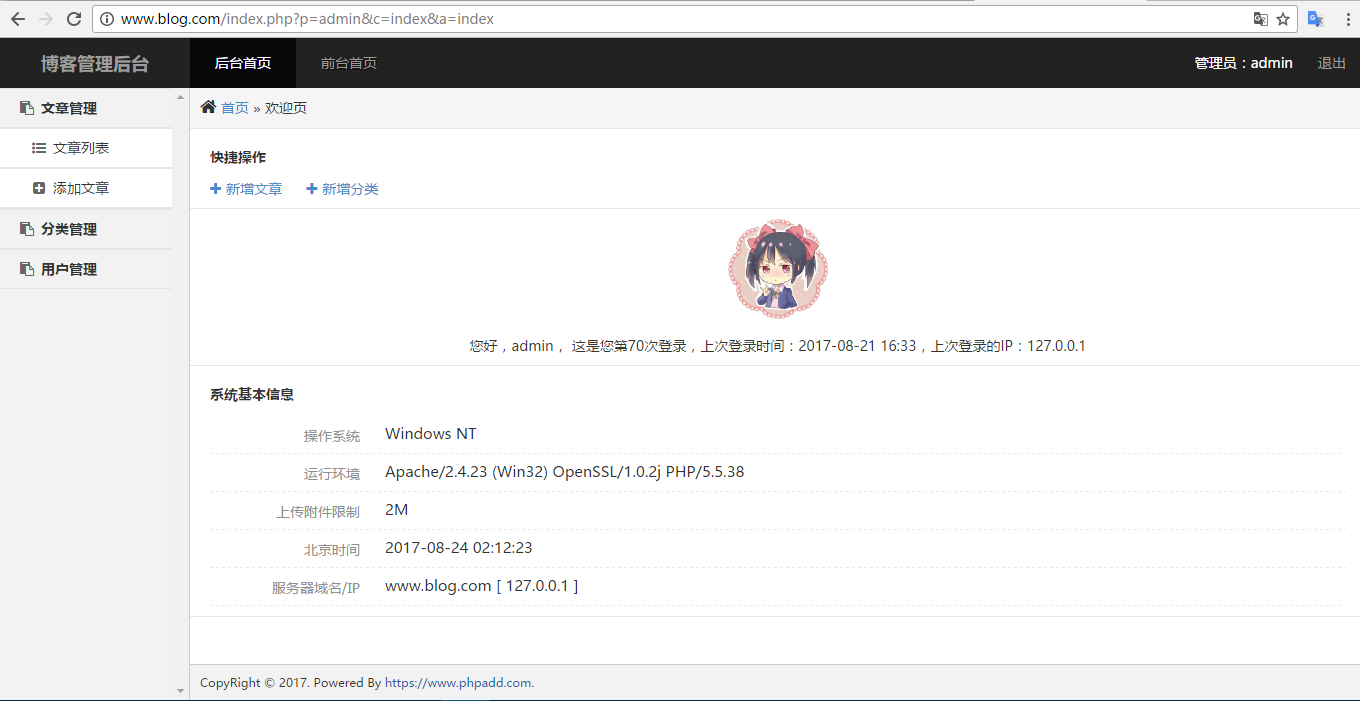 www.blog.com/index.php?p=admin&c=index&a=index
博客管理后台 后台首页 前台首页 管理员：admin 退出
文章管理
文章列表
添加文章
分类管理
用户管理
首页 » 欢迎页
快捷操作
新增文章 新增分类
您好，admin ， 这是您第70次登录，上次登录时间：2017-08-21 16:33，上次登录的IP：127.0.0.1
系统基本信息
操作系统 Windows NT
运行环境 Apache/2.4.23 (Win32) OpenSSL/1.0.2j PHP/5.5.38
上传附件限制 2M
北京时间 2017-08-24 02:12:23
服务器域名/IP www.blog.com [ 127.0.0.1 ]
CopyRight © 2017. Powered By https://www.phpadd.com.